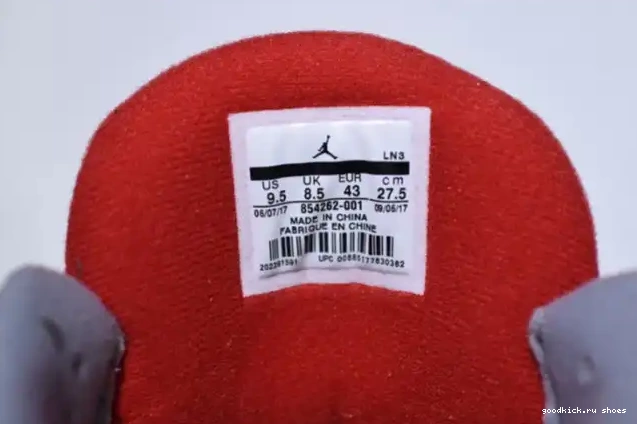 LN3
US UK EUR cm
9.5 8.5 43 27.5
06/07/17 854262-001 09/06/17
MADE IN CHINA
FABRIQUE EN CHINE
UPC
goodkick.ru shoes